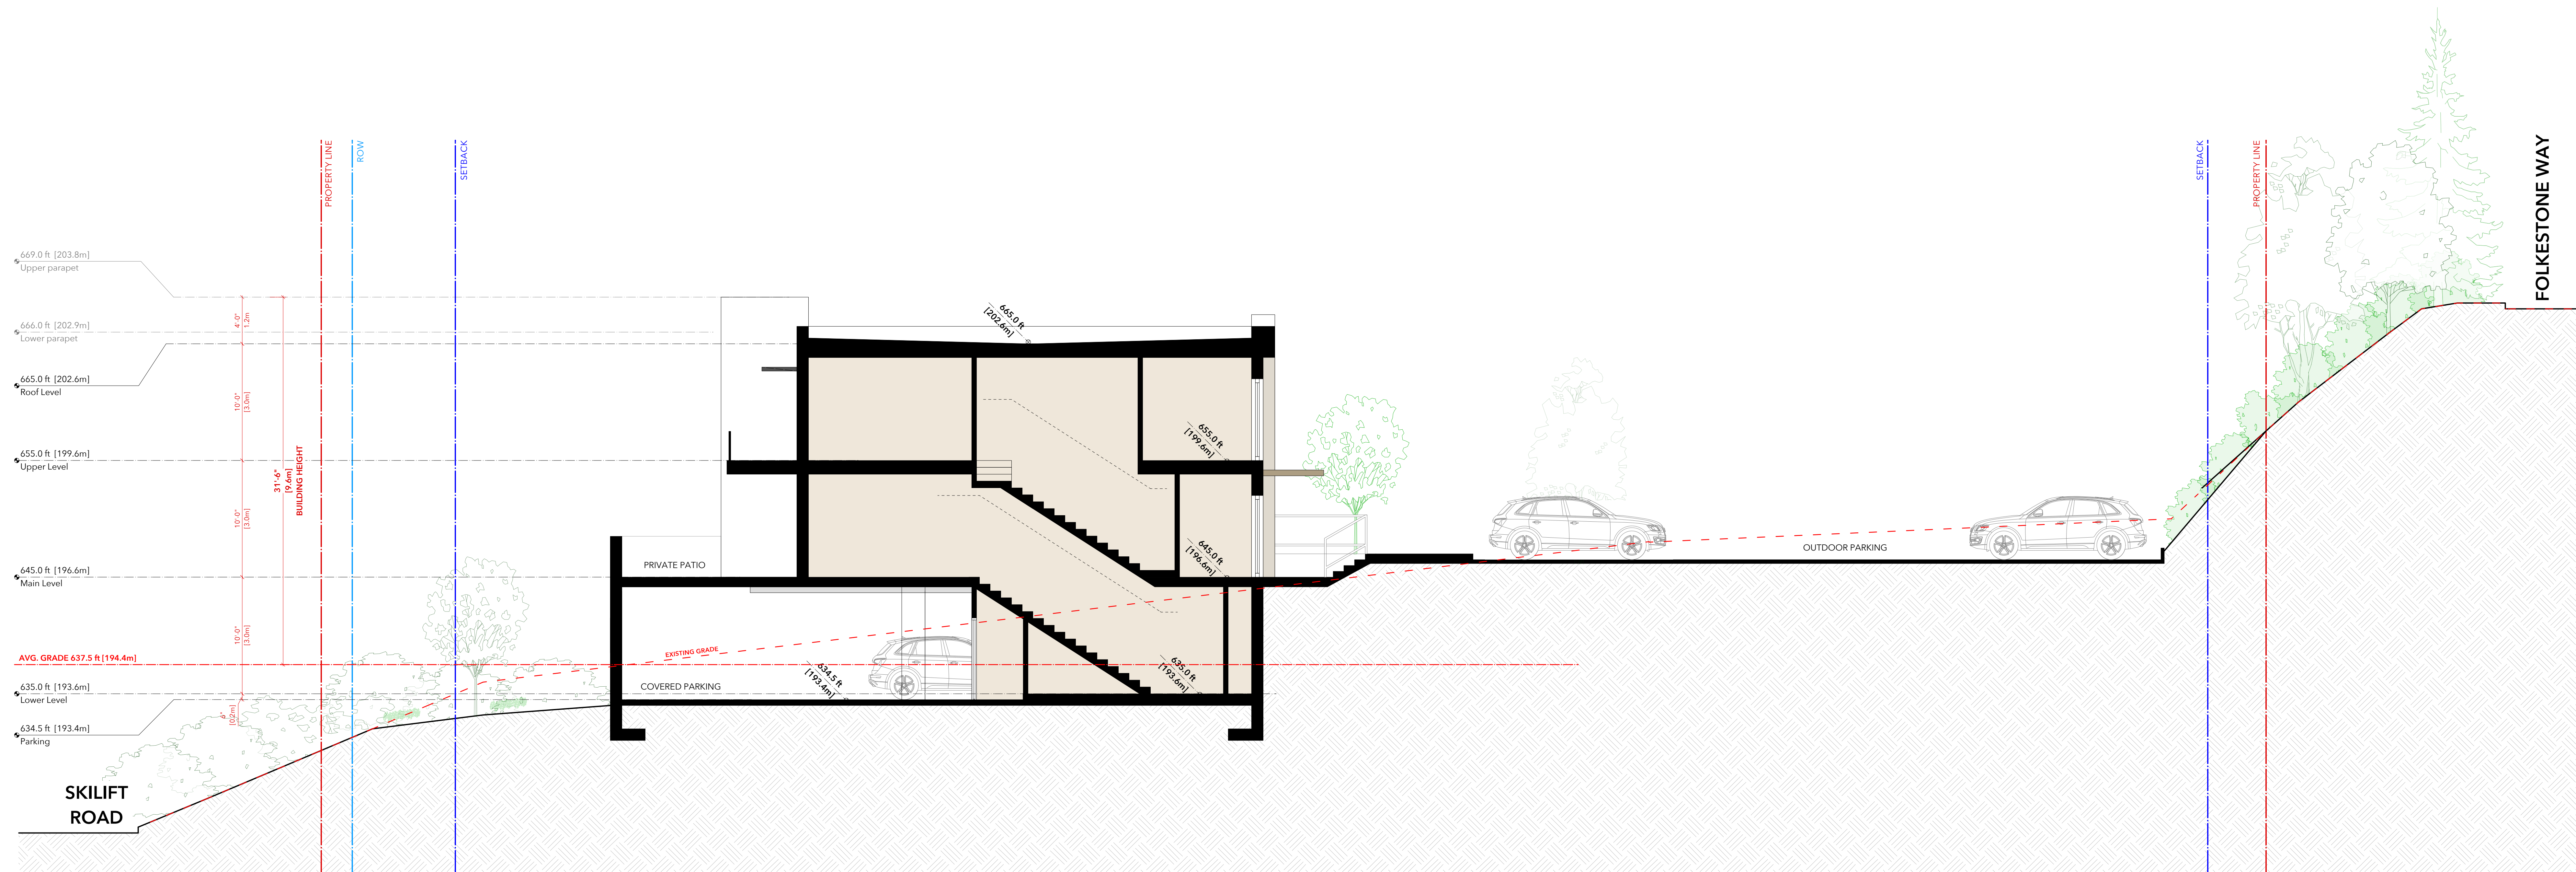 PROPERTY LINE
ROW
SETBACK
SETBACK
PROPERTY LINE
FOLKESTONE WAY
669.0 ft [203.8m]
Upper parapet
666.0 ft [202.9m]
Lower parapet
665.0 ft [202.6m]
Roof Level
655.0 ft [199.6m]
Upper Level
645.0 ft [196.6m]
Main Level
AVG. GRADE 637.5 ft [194.4m]
635.0 ft [193.6m]
Lower Level
634.5 ft [193.4m]
Parking
4'-0"
1.2m
10'-0"
[3.0m]
10'-0"
[3.0m]
10'-0"
[3.0m]
6"
[0.2m]
31'-6"
[9.6m]
BUILDING HEIGHT
665.0 ft
[202.6m]
655.0 ft
[199.6m]
645.0 ft
[196.6m]
PRIVATE PATIO
OUTDOOR PARKING
EXISTING GRADE
COVERED PARKING
634.5 ft
[193.4m]
635.0 ft
[193.6m]
SKILIFT
ROAD